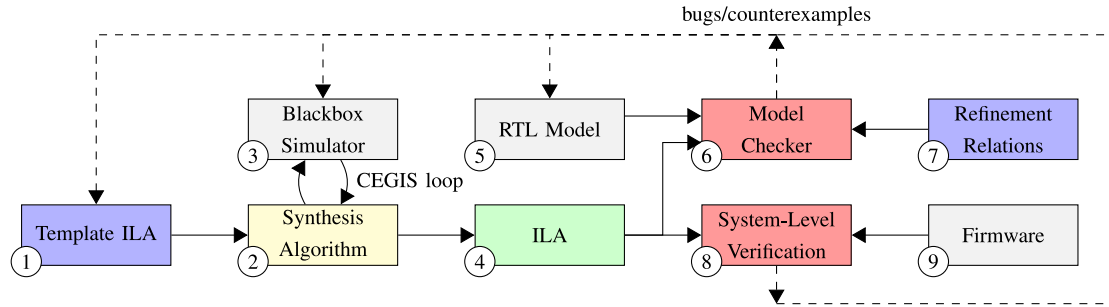 bugs/counterexamples
Blackbox
Simulator
3
RTL Model
5
Model
Checker
6
Refinement
Relations
7
CEGIS loop
Template ILA
1
Synthesis
Algorithm
2
ILA
4
System-Level
Verification
8
Firmware
9